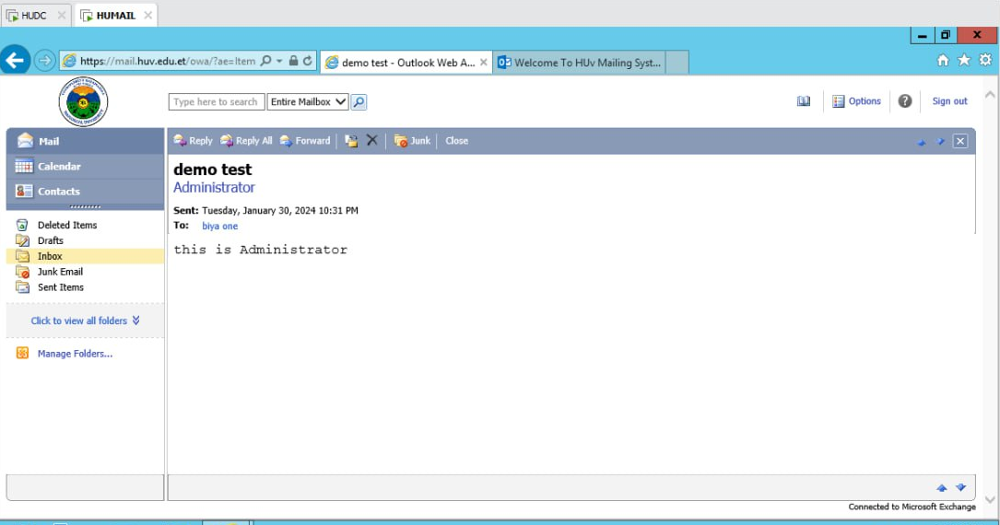 HUDC
HUMAIL
https://mail.huv.edu.et/owa/?ae=Item
demo test - Outlook Web A...
Welcome To HUv Mailing Syst...
Type here to search
Entire Mailbox
Options
Sign out
Mail
Reply
Reply All
Forward
Junk
Close
Calendar
Contacts
demo test
Administrator
Sent: Tuesday, January 30, 2024 10:31 PM
To: biya one
this is Administrator
Deleted Items
Drafts
Inbox
Junk Email
Sent Items
Click to view all folders
Manage Folders...
Connected to Microsoft Exchange